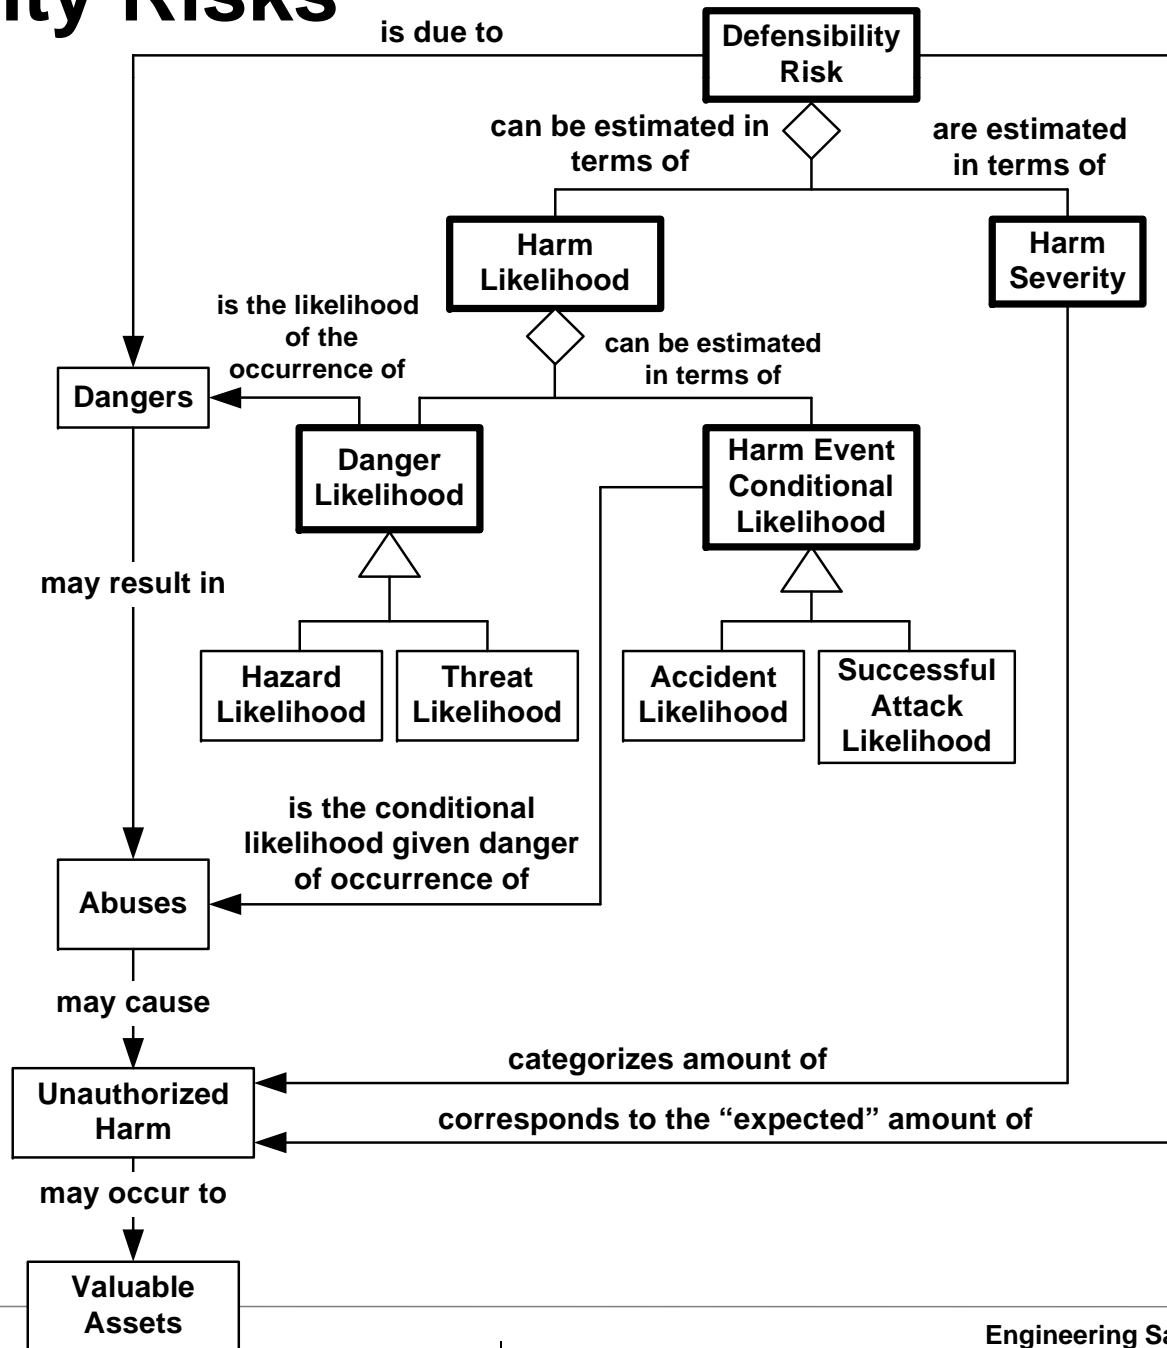 ity Risks
is due to
Defensibility
Risk
can be estimated in
terms of
are estimated
in terms of
Harm
Likelihood
Harm
Severity
is the likelihood
of the
occurrence of
can be estimated
in terms of
Dangers
Danger
Likelihood
Harm Event
Conditional
Likelihood
may result in
Hazard
Likelihood
Threat
Likelihood
Accident
Likelihood
Successful
Attack
Likelihood
is the conditional
likelihood given danger
of occurrence of
Abuses
may cause
categorizes amount of
Unauthorized
Harm
corresponds to the “expected” amount of
may occur to
Valuable
Assets
Engineering Sa